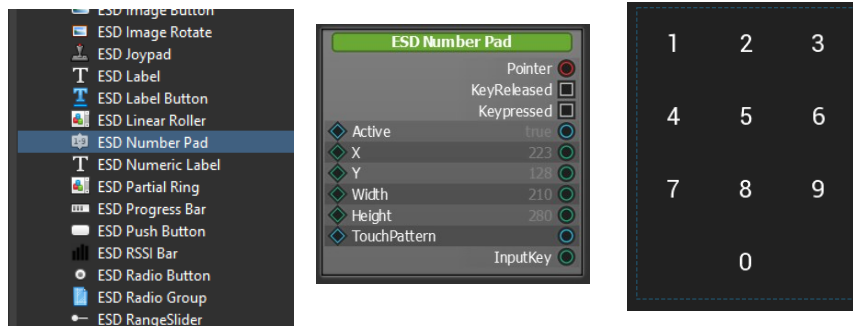 ESD Image Button
ESD Image Rotate
ESD Joypad
ESD Label
ESD Label Button
ESD Linear Roller
ESD Number Pad
ESD Numeric Label
ESD Partial Ring
ESD Progress Bar
ESD Push Button
ESD RSSI Bar
ESD Radio Button
ESD Radio Group
ESD RangeSlider
ESD Number Pad
Pointer
KeyReleased
Keypressed
Active true
X 223
Y 128
Width 210
Height 280
TouchPattern
InputKey
1 2 3
4 5 6
7 8 9
0